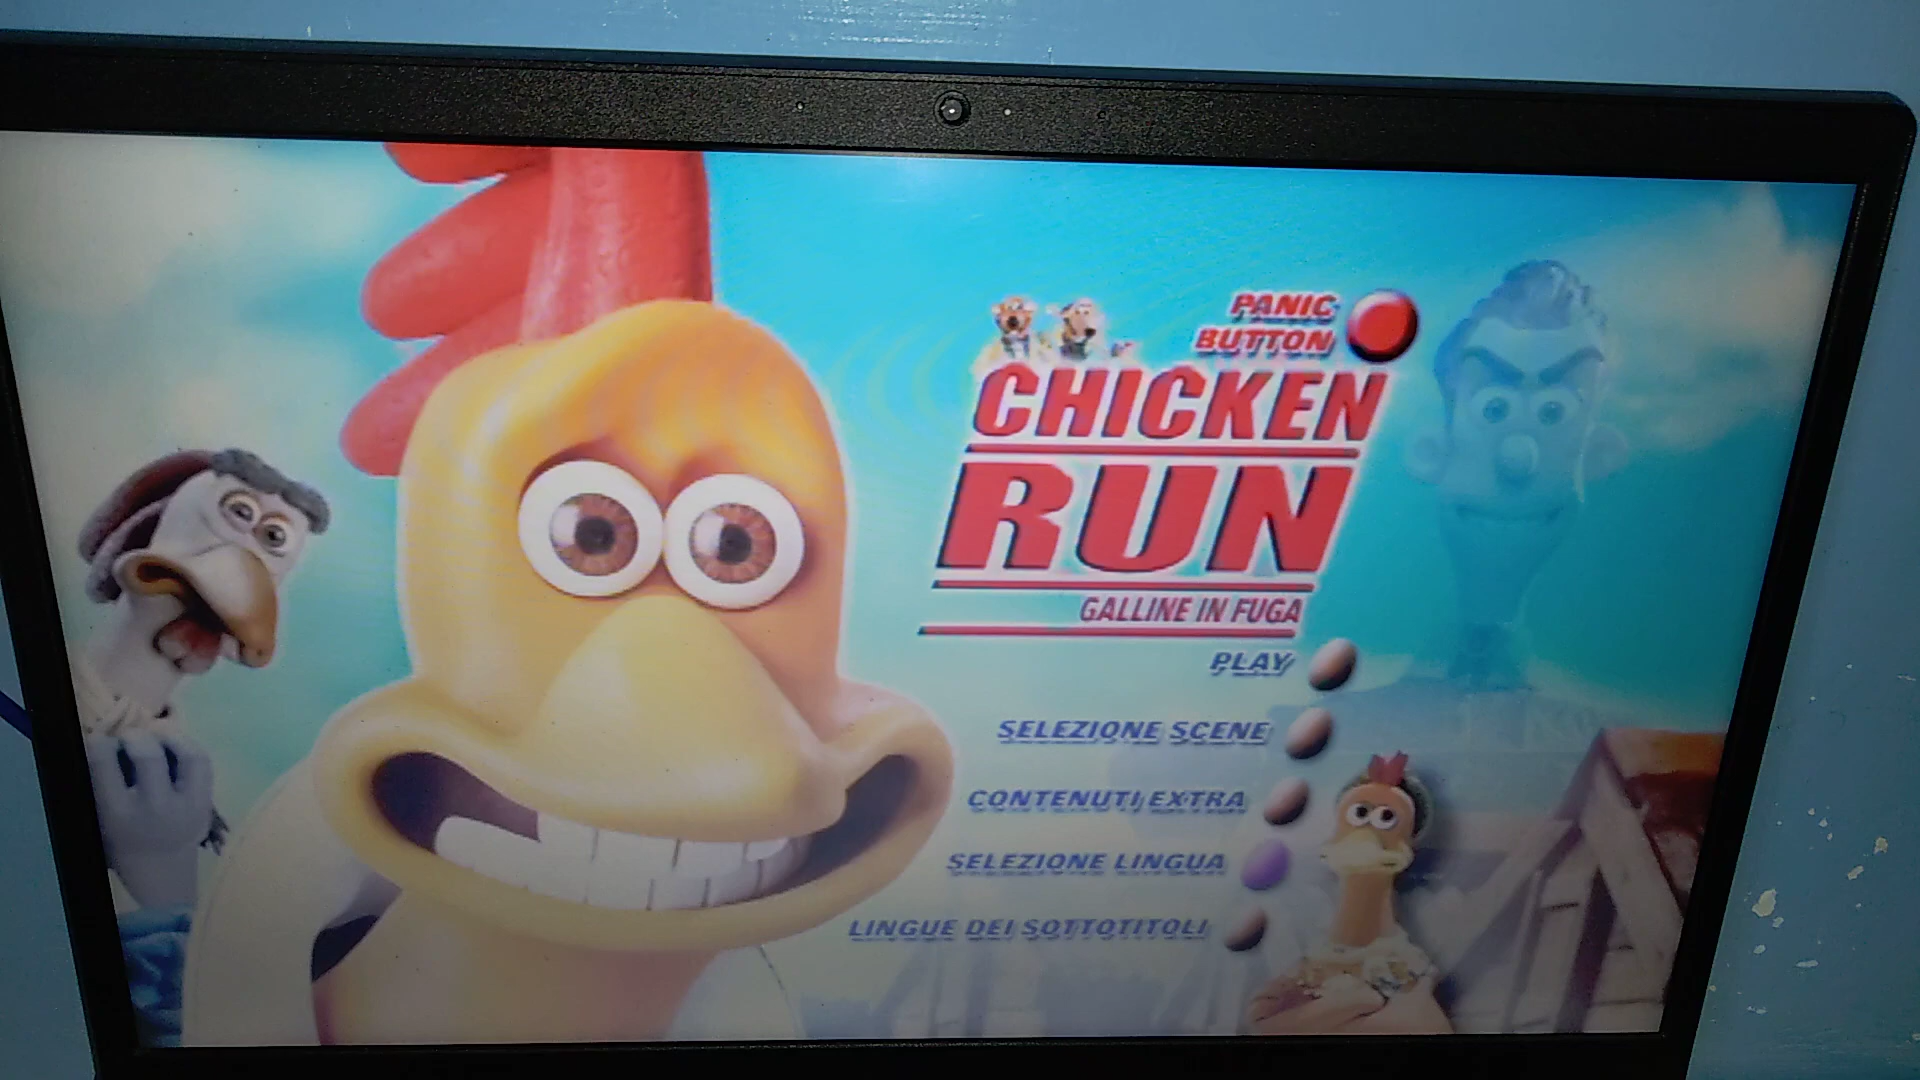 PANIC
BUTTON
CHICKEN
RUN
GALLINE IN FUGA
PLAY
SELEZIONE SCENE
CONTENUTI EXTRA
SELEZIONE LINGUA
LINGUE DEI SOTTOTITOLI